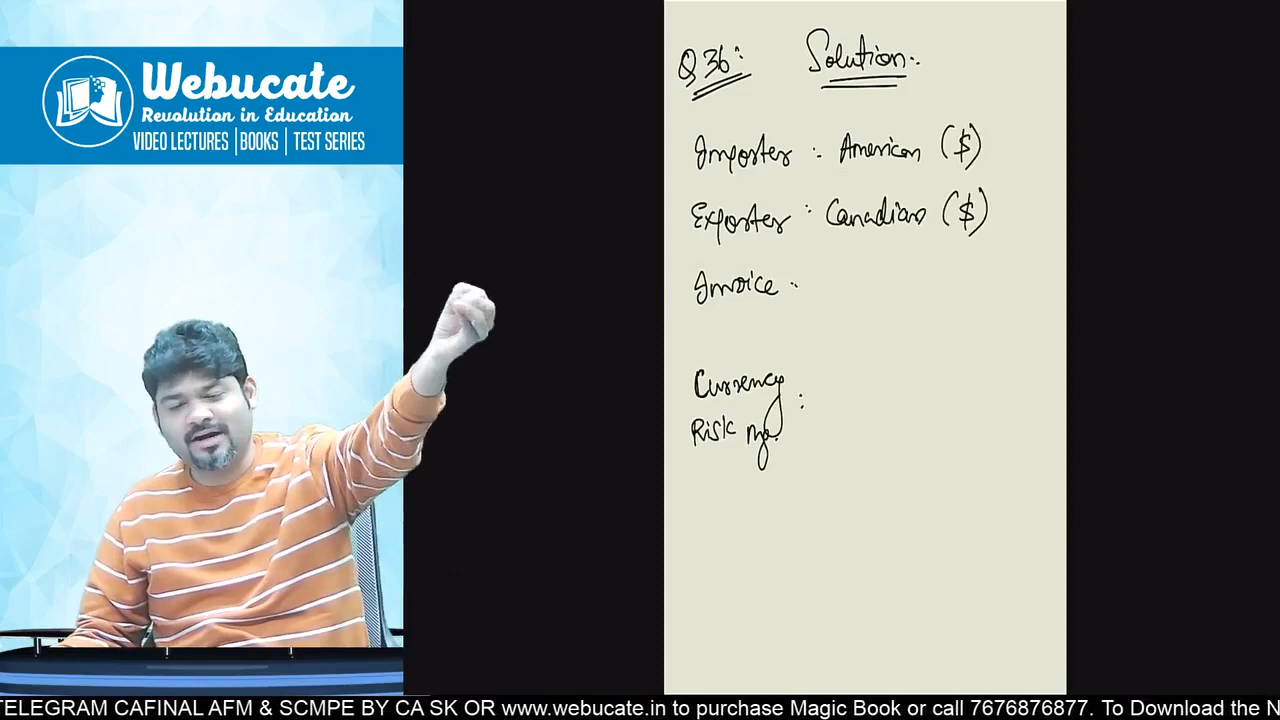 Webucate
Revolution in Education
VIDEO LECTURES | BOOKS | TEST SERIES
Q 36: Solution:
Importer : American ($)
Exporter : Canadian ($)
Invoice :
Currency :
Risk
TELEGRAM CAFINAL AFM & SCMPE BY CA SK OR www.webucate.in to purchase Magic Book or call 7676876877. To Download the N